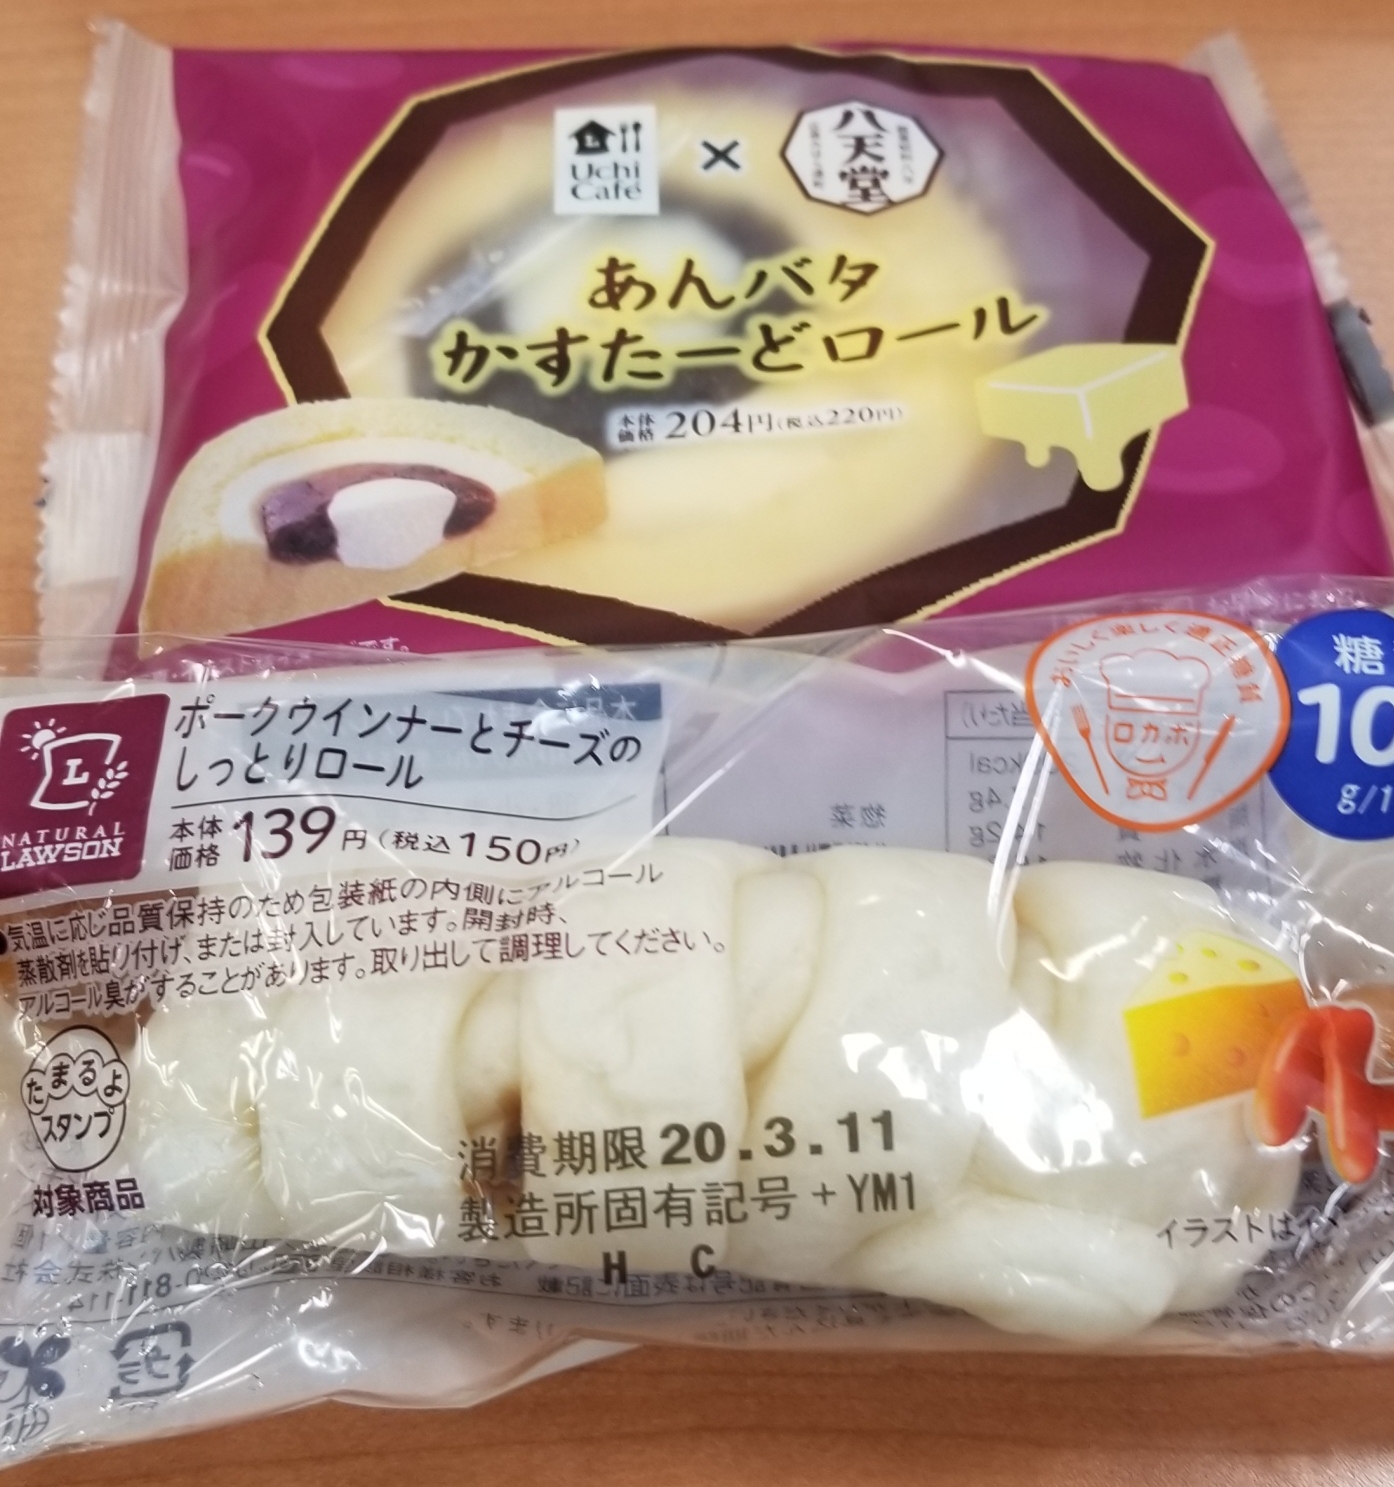 Uchi
Café
×
八天堂
あんバタ
かすたーどロール
本体
価格 204円(税込220円)
ポークウインナーとチーズの
しっとりロール
NATURAL
LAWSON
本体
価格 139円(税込150円)
気温に応じ品質保持のため包装紙の内側にアルコール
蒸散剤を貼り付け、または封入しています。開封時、
アルコール臭がすることがあります。取り出して調理してください。
ロカボ
糖
10
g/1
たまるよ
スタンプ
対象商品
消費期限 20.3.11
製造所固有記号+YM1
H C
イラストは